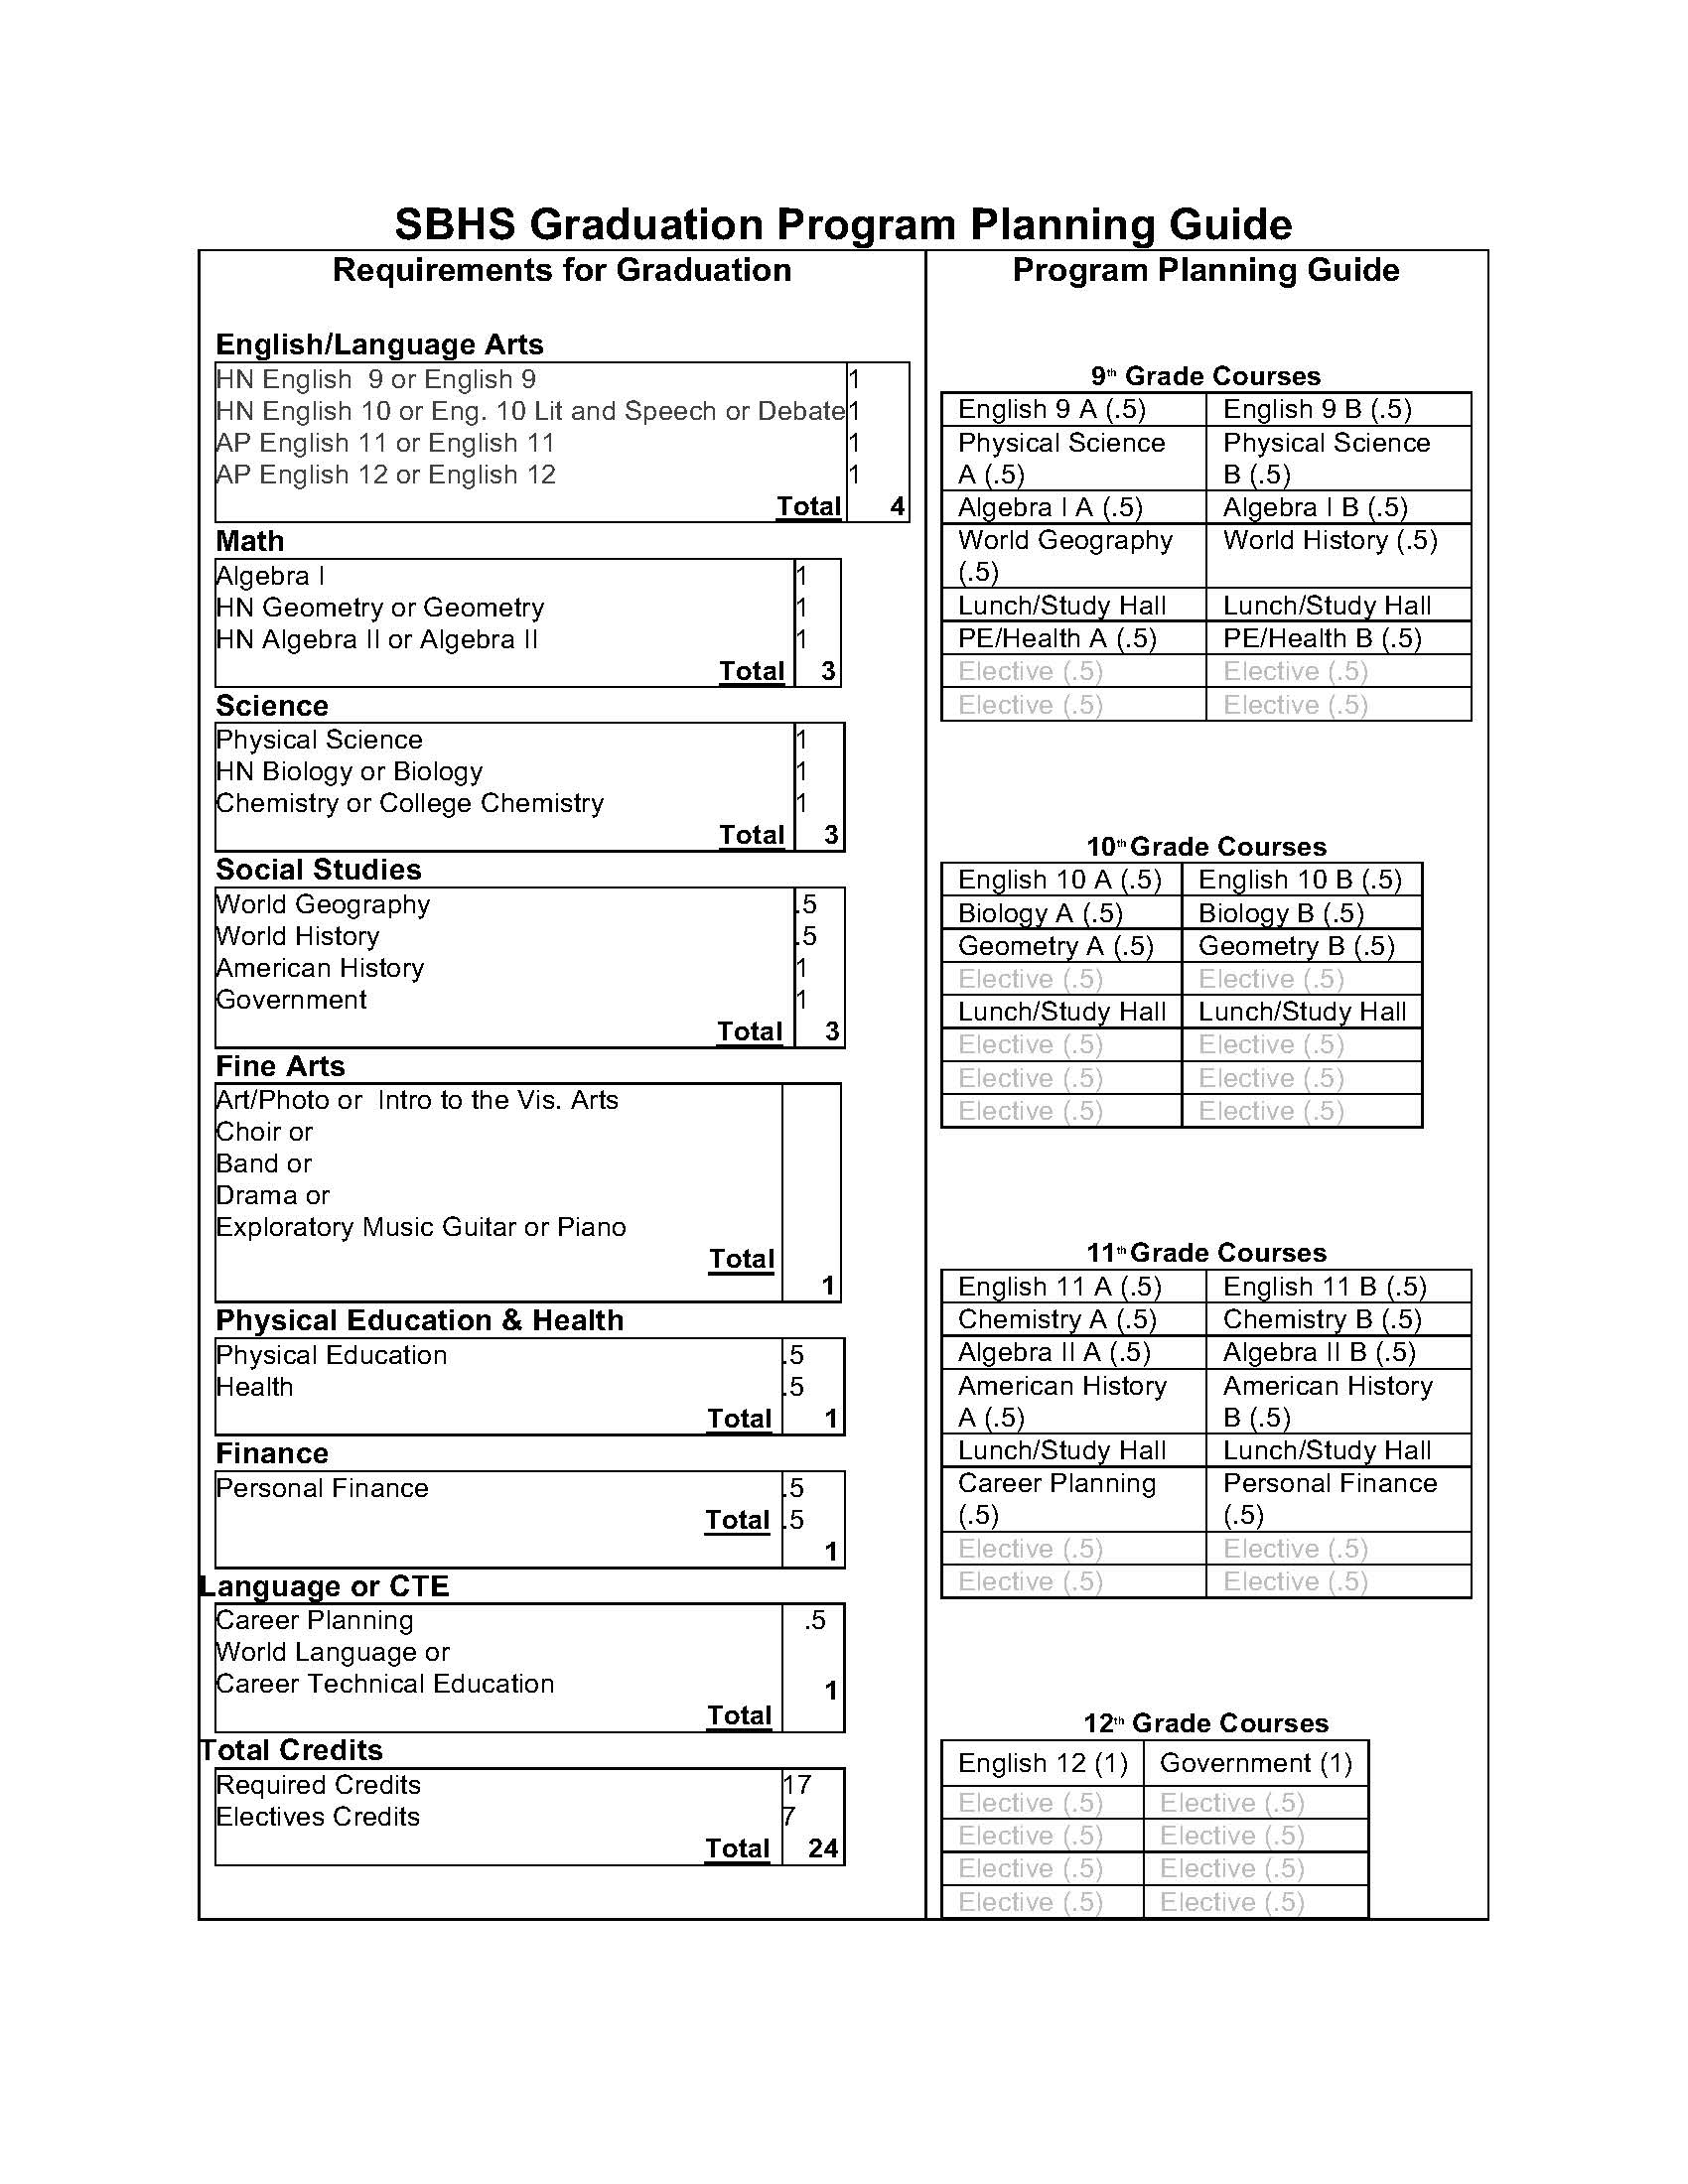 SBHS Graduation Program Planning Guide
Requirements for Graduation
English/Language Arts
HN English 9 or English 9 1
HN English 10 or Eng. 10 Lit and Speech or Debate 1
AP English 11 or English 11 1
AP English 12 or English 12 1
Total 4
Math
Algebra I 1
HN Geometry or Geometry 1
HN Algebra II or Algebra II 1
Total 3
Science
Physical Science 1
HN Biology or Biology 1
Chemistry or College Chemistry 1
Total 3
Social Studies
World Geography .5
World History .5
American History 1
Government 1
Total 3
Fine Arts
Art/Photo or Intro to the Vis. Arts
Choir or
Band or
Drama or
Exploratory Music Guitar or Piano
Total
1
Physical Education & Health
Physical Education .5
Health .5
Total 1
Finance
Personal Finance .5
Total .5
1
Language or CTE
Career Planning .5
World Language or
Career Technical Education 1
Total
Total Credits
Required Credits 17
Electives Credits 7
Total 24
Program Planning Guide
9th Grade Courses
English 9 A (.5) English 9 B (.5)
Physical Science Physical Science
A (.5) B (.5)
Algebra I A (.5) Algebra I B (.5)
World Geography World History (.5)
(.5)
Lunch/Study Hall Lunch/Study Hall
PE/Health A (.5) PE/Health B (.5)
Elective (.5) Elective (.5)
Elective (.5) Elective (.5)
10th Grade Courses
English 10 A (.5) English 10 B (.5)
Biology A (.5) Biology B (.5)
Geometry A (.5) Geometry B (.5)
Elective (.5) Elective (.5)
Lunch/Study Hall Lunch/Study Hall
Elective (.5) Elective (.5)
Elective (.5) Elective (.5)
Elective (.5) Elective (.5)
11th Grade Courses
English 11 A (.5) English 11 B (.5)
Chemistry A (.5) Chemistry B (.5)
Algebra II A (.5) Algebra II B (.5)
American History American History
A (.5) B (.5)
Lunch/Study Hall Lunch/Study Hall
Career Planning Personal Finance
(.5) (.5)
Elective (.5) Elective (.5)
Elective (.5) Elective (.5)
12th Grade Courses
English 12 (1) Government (1)
Elective (.5) Elective (.5)
Elective (.5) Elective (.5)
Elective (.5) Elective (.5)
Elective (.5) Elective (.5)